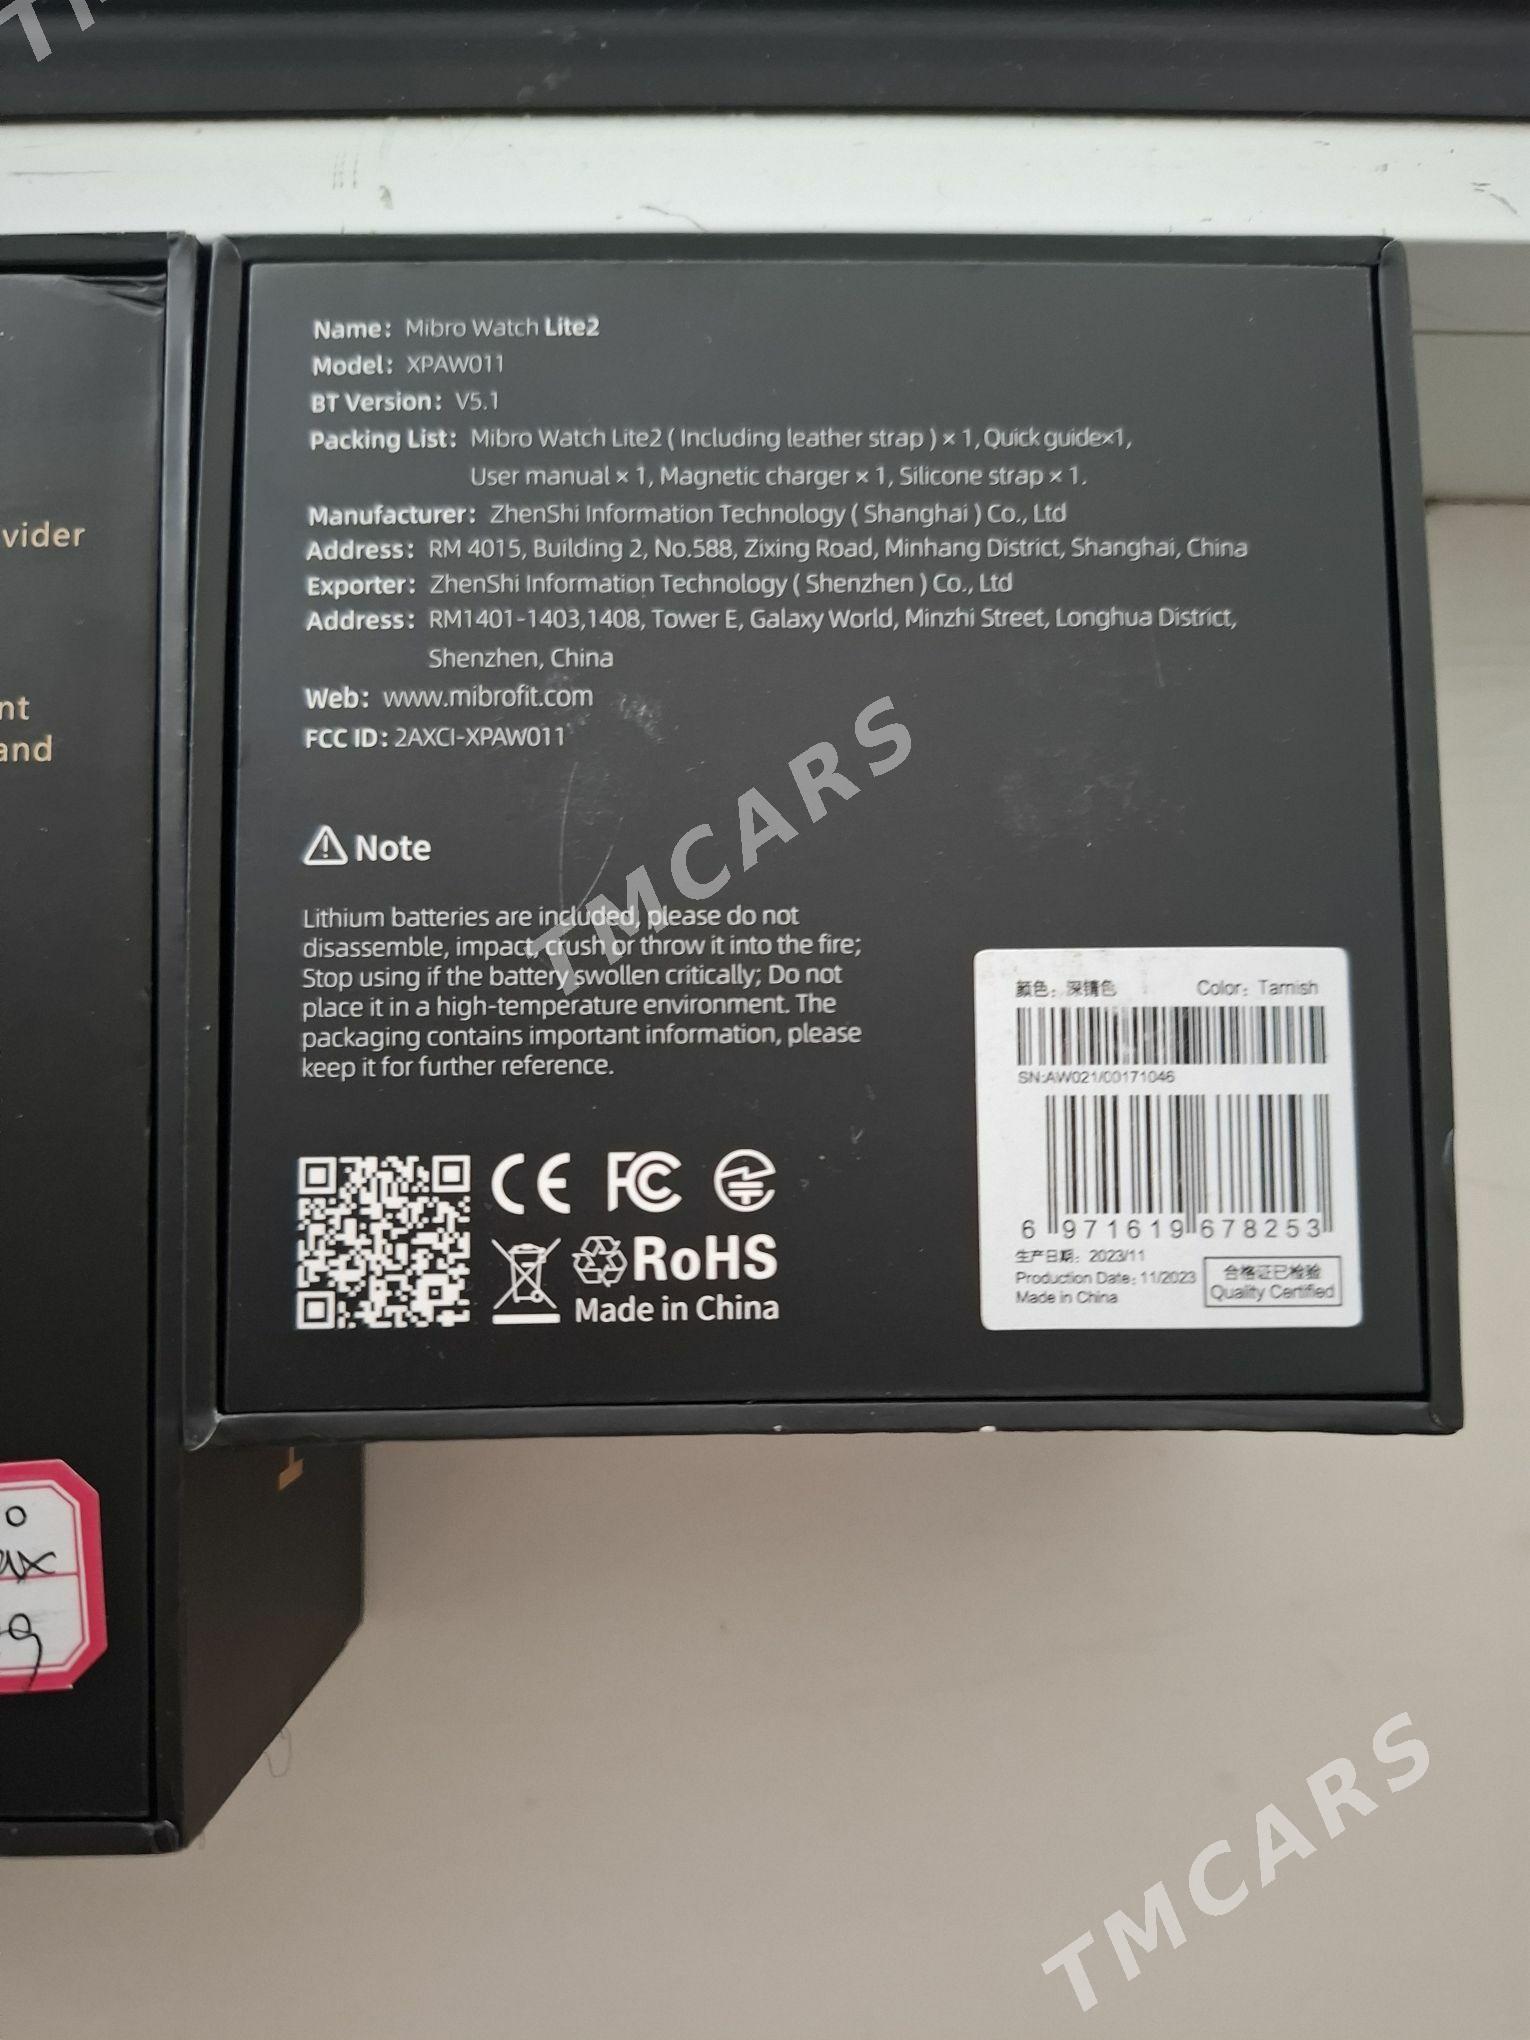 TM
vider
nt
and
Name: Mibro Watch Lite2
Model: XPAW011
BT Version: V5.1
Packing List: Mibro Watch Lite2 ( Including leather strap ) × 1, Quick guide×1,
User manual × 1, Magnetic charger × 1, Silicone strap × 1.
Manufacturer: ZhenShi Information Technology ( Shanghai ) Co., Ltd
Address: RM 4015, Building 2, No.588, Zixing Road, Minhang District, Shanghai, China
Exporter: ZhenShi Information Technology ( Shenzhen ) Co., Ltd
Address: RM1401-1403,1408, Tower E, Galaxy World, Minzhi Street, Longhua District,
Shenzhen, China
Web: www.mibrofit.com
FCC ID: 2AXCI-XPAW011
TMCARS
Note
Lithium batteries are included, please do not
disassemble, impact, crush or throw it into the fire;
Stop using if the battery swollen critically; Do not
place it in a high-temperature environment. The
packaging contains important information, please
keep it for further reference.
CE FC
RoHS
Made in China
颜色: 深锖色 Color: Tarnish
SN:AW021/00171046
6 971619 678253
生产日期: 2023/11
Production Date: 11/2023
Made in China
合格证已检验
Quality Certified
TMCARS